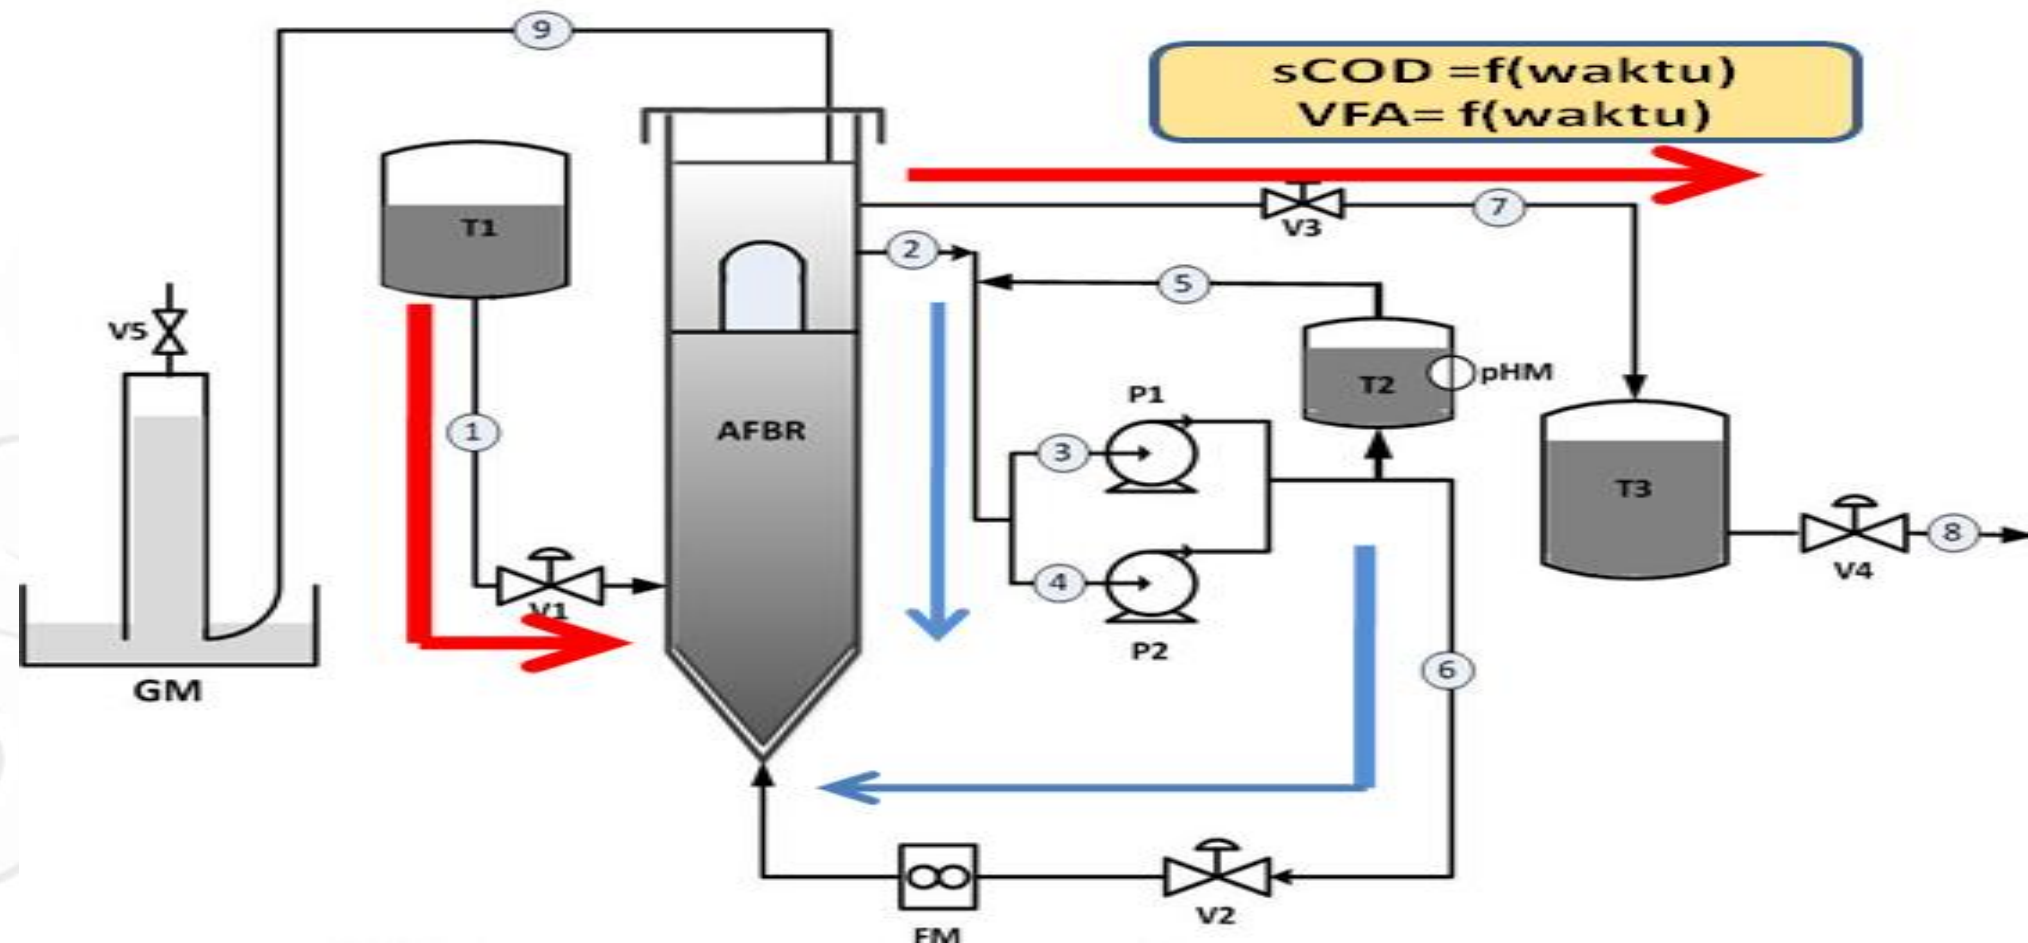 9
sCOD =f(waktu)
VFA= f(waktu)
T1
V3
7
2
5
V5
T2
pHM
P1
1
AFBR
3
T3
V4
8
4
V1
P2
6
GM
V2
FM